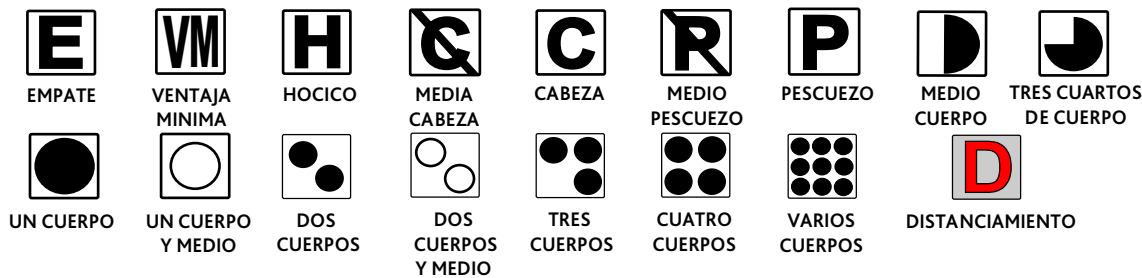 E VM H C C R P
EMPATE VENTAJA HOCICO MEDIA CABEZA MEDIO PESCUEZO MEDIO TRES CUARTOS
MINIMA CABEZA PESCUEZO CUERPO DE CUERPO
D
UN CUERPO UN CUERPO DOS DOS TRES CUATRO VARIOS DISTANCIAMIENTO
Y MEDIO CUERPOS CUERPOS CUERPOS CUERPOS CUERPOS
Y MEDIO